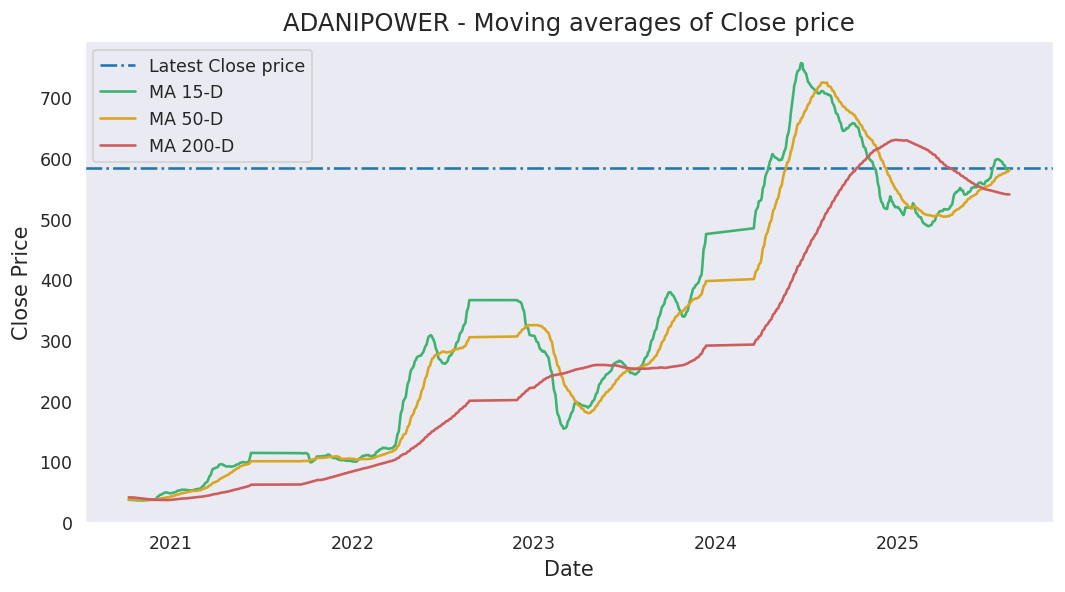 ADANIPOWER - Moving averages of Close price
Latest Close price
MA 15-D
MA 50-D
MA 200-D
Close Price
700
600
500
400
300
200
100
0
2021 2022 2023 2024 2025
Date